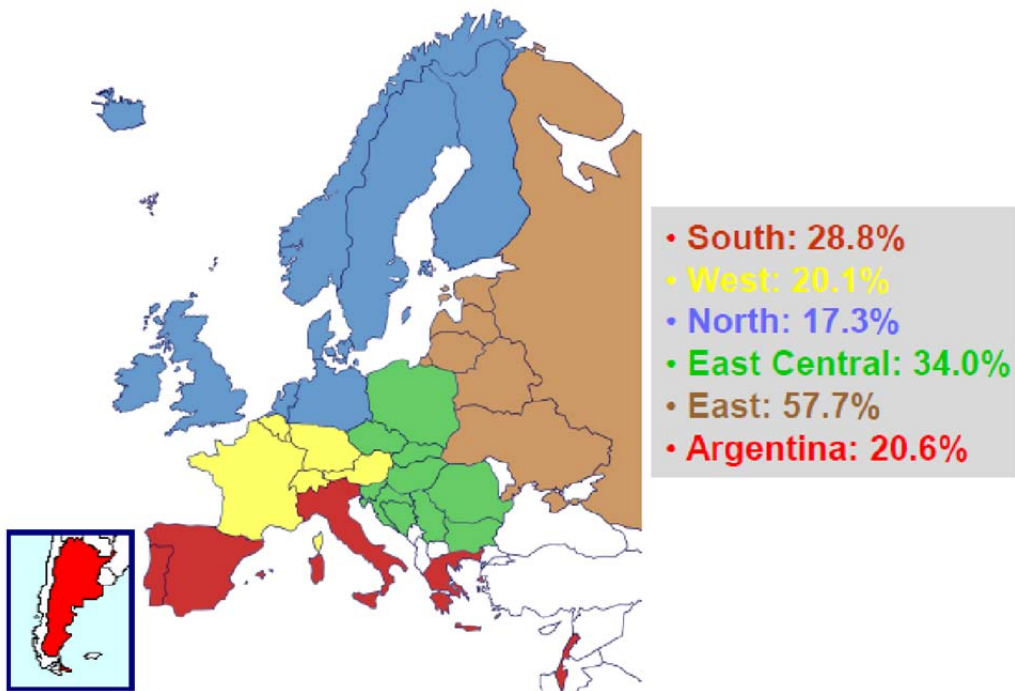 • South: 28.8%
• West: 20.1%
• North: 17.3%
• East Central: 34.0%
• East: 57.7%
• Argentina: 20.6%